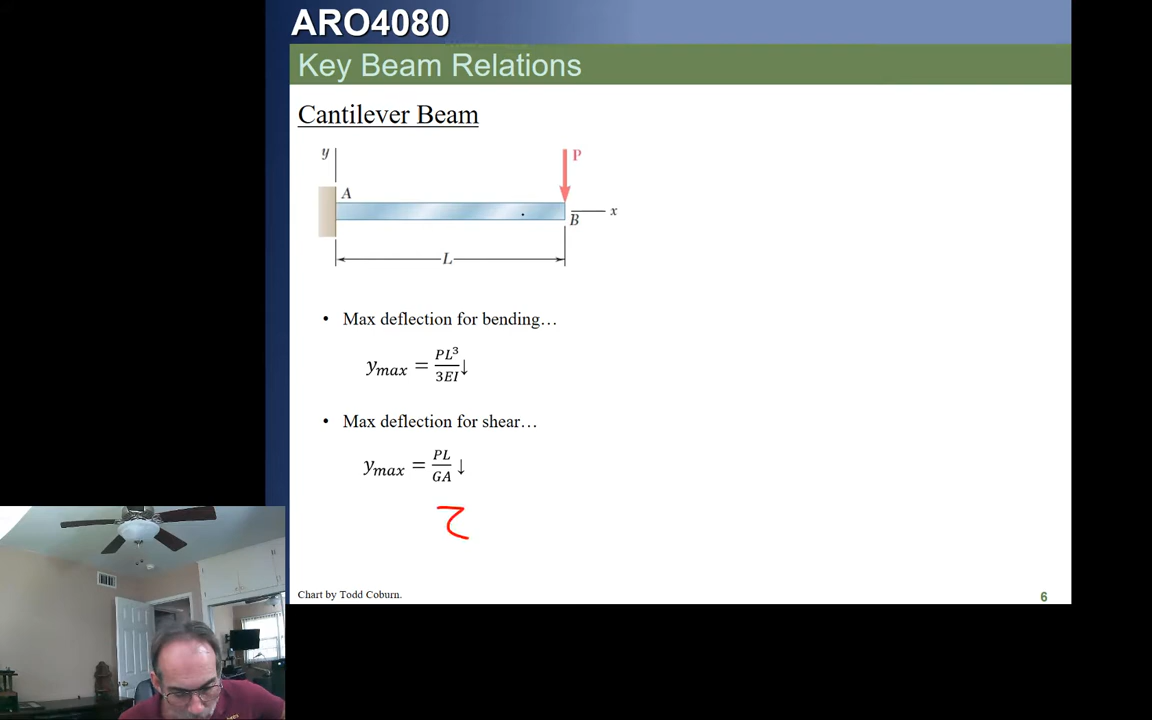 ARO4080
Key Beam Relations
Cantilever Beam
y
P
A
B
x
L
• Max deflection for bending…
y_max = PL³/3EI ↓
• Max deflection for shear…
y_max = PL/GA ↓
Chart by Todd Coburn.
6